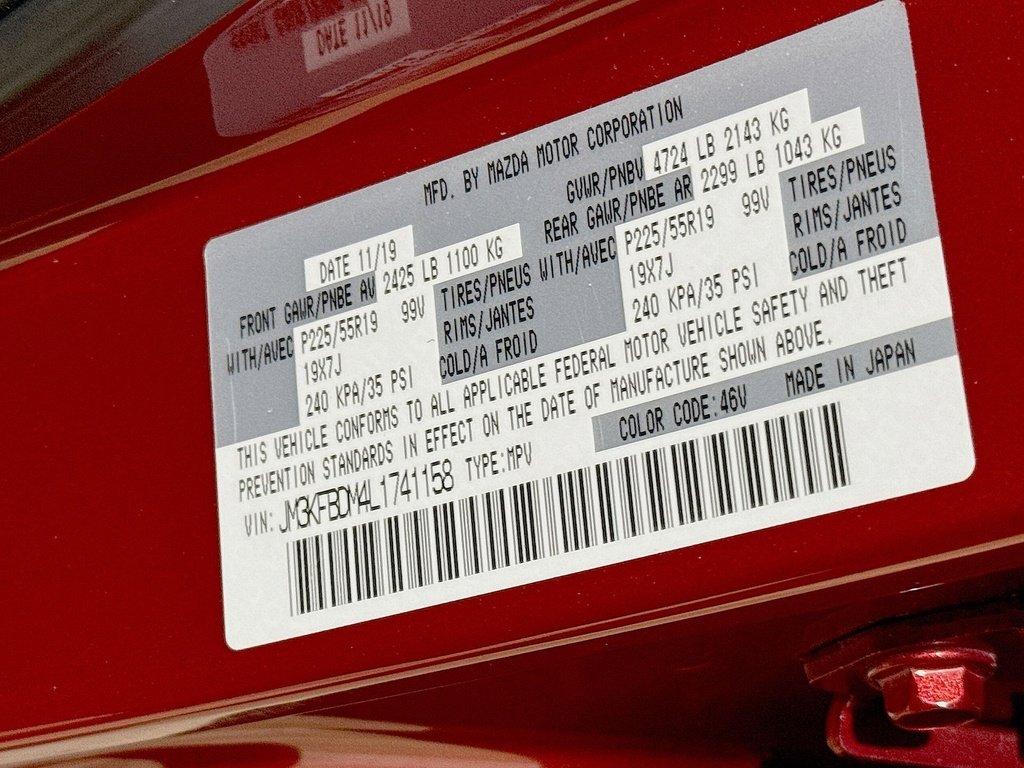 MFD. BY MAZDA MOTOR CORPORATION
DATE 11/19 GVWR/PNBV 4724 LB 2143 KG
FRONT GAWR/PNBE AV 2425 LB 1100 KG REAR GAWR/PNBE AR 2299 LB 1043 KG
WITH/AVEC P225/55R19 99V TIRES/PNEUS WITH/AVEC P225/55R19 99V TIRES/PNEUS
19X7J RIMS/JANTES 19X7J RIMS/JANTES
240 KPA/35 PSI COLD/A FROID 240 KPA/35 PSI COLD/A FROID
THIS VEHICLE CONFORMS TO ALL APPLICABLE FEDERAL MOTOR VEHICLE SAFETY AND THEFT
PREVENTION STANDARDS IN EFFECT ON THE DATE OF MANUFACTURE SHOWN ABOVE.
VIN: JM3KFBDM4L1741158 TYPE:MPV COLOR CODE:46V MADE IN JAPAN
DATE 11/19